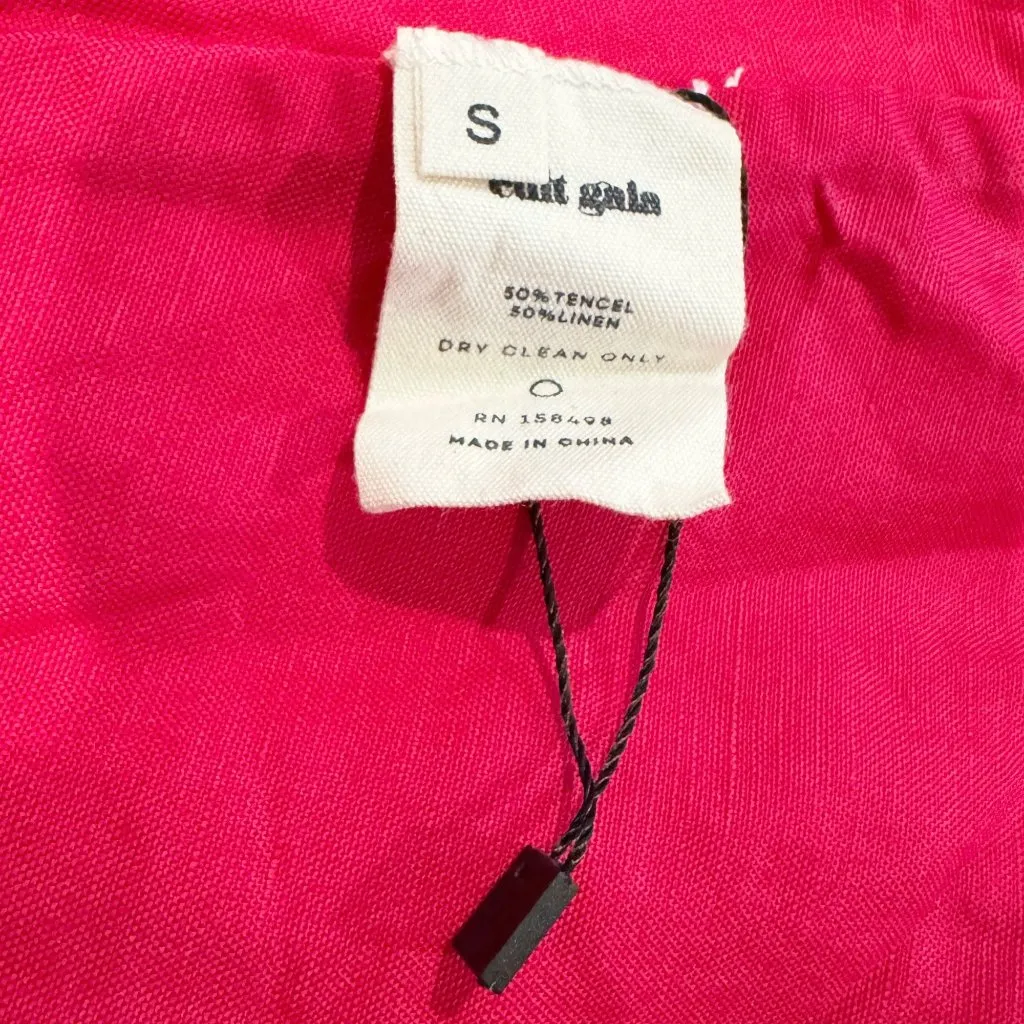 S
cult gaia
50% TENCEL
50% LINEN
DRY CLEAN ONLY
RN 158498
MADE IN CHINA